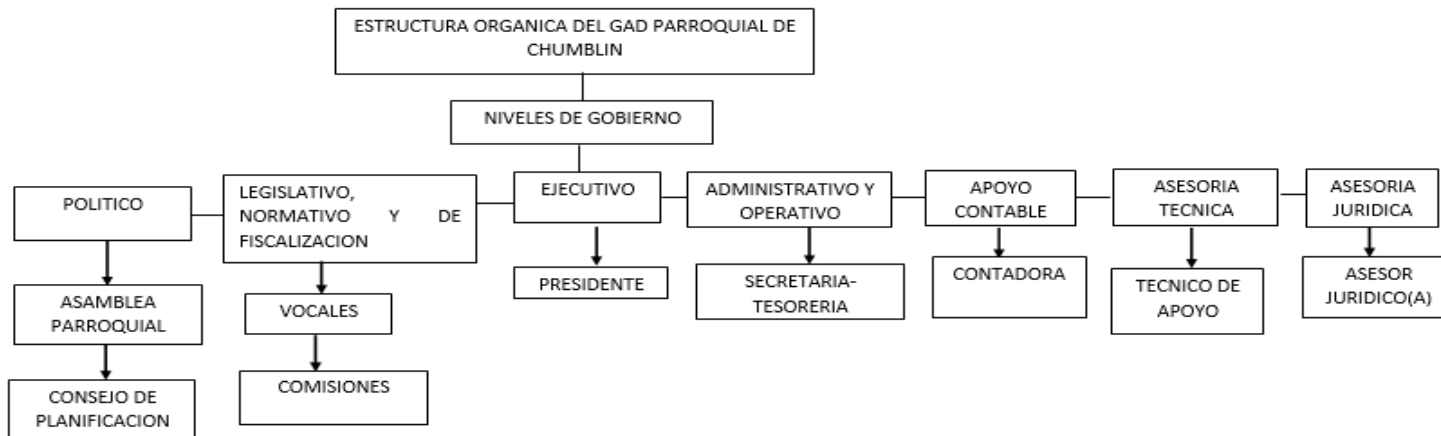 ESTRUCTURA ORGANICA DEL GAD PARROQUIAL DE
CHUMBLIN
NIVELES DE GOBIERNO
POLITICO
LEGISLATIVO,
NORMATIVO Y DE
FISCALIZACION
EJECUTIVO
ADMINISTRATIVO Y
OPERATIVO
APOYO
CONTABLE
ASESORIA
TECNICA
ASESORIA
JURIDICA
ASAMBLEA
PARROQUIAL
VOCALES
PRESIDENTE
SECRETARIA-
TESORERIA
CONTADORA
TECNICO DE
APOYO
ASESOR
JURIDICO(A)
CONSEJO DE
PLANIFICACION
COMISIONES